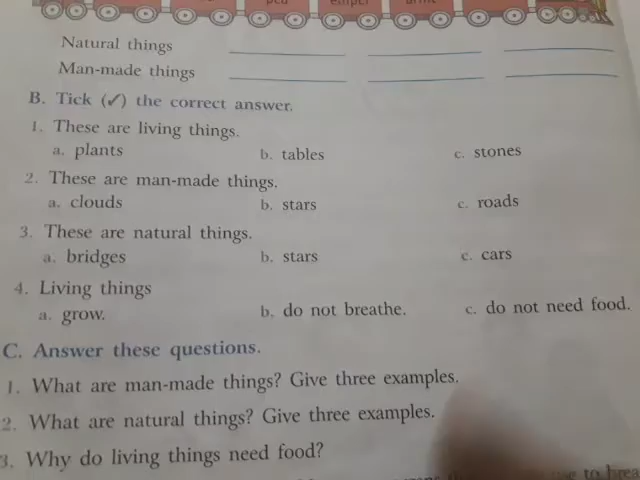 Natural things
Man-made things
B. Tick (✓) the correct answer.
1. These are living things.
a. plants b. tables c. stones
2. These are man-made things.
a. clouds b. stars c. roads
3. These are natural things.
a. bridges b. stars c. cars
4. Living things
a. grow. b. do not breathe. c. do not need food.
C. Answer these questions.
1. What are man-made things? Give three examples.
2. What are natural things? Give three examples.
3. Why do living things need food?
to brea